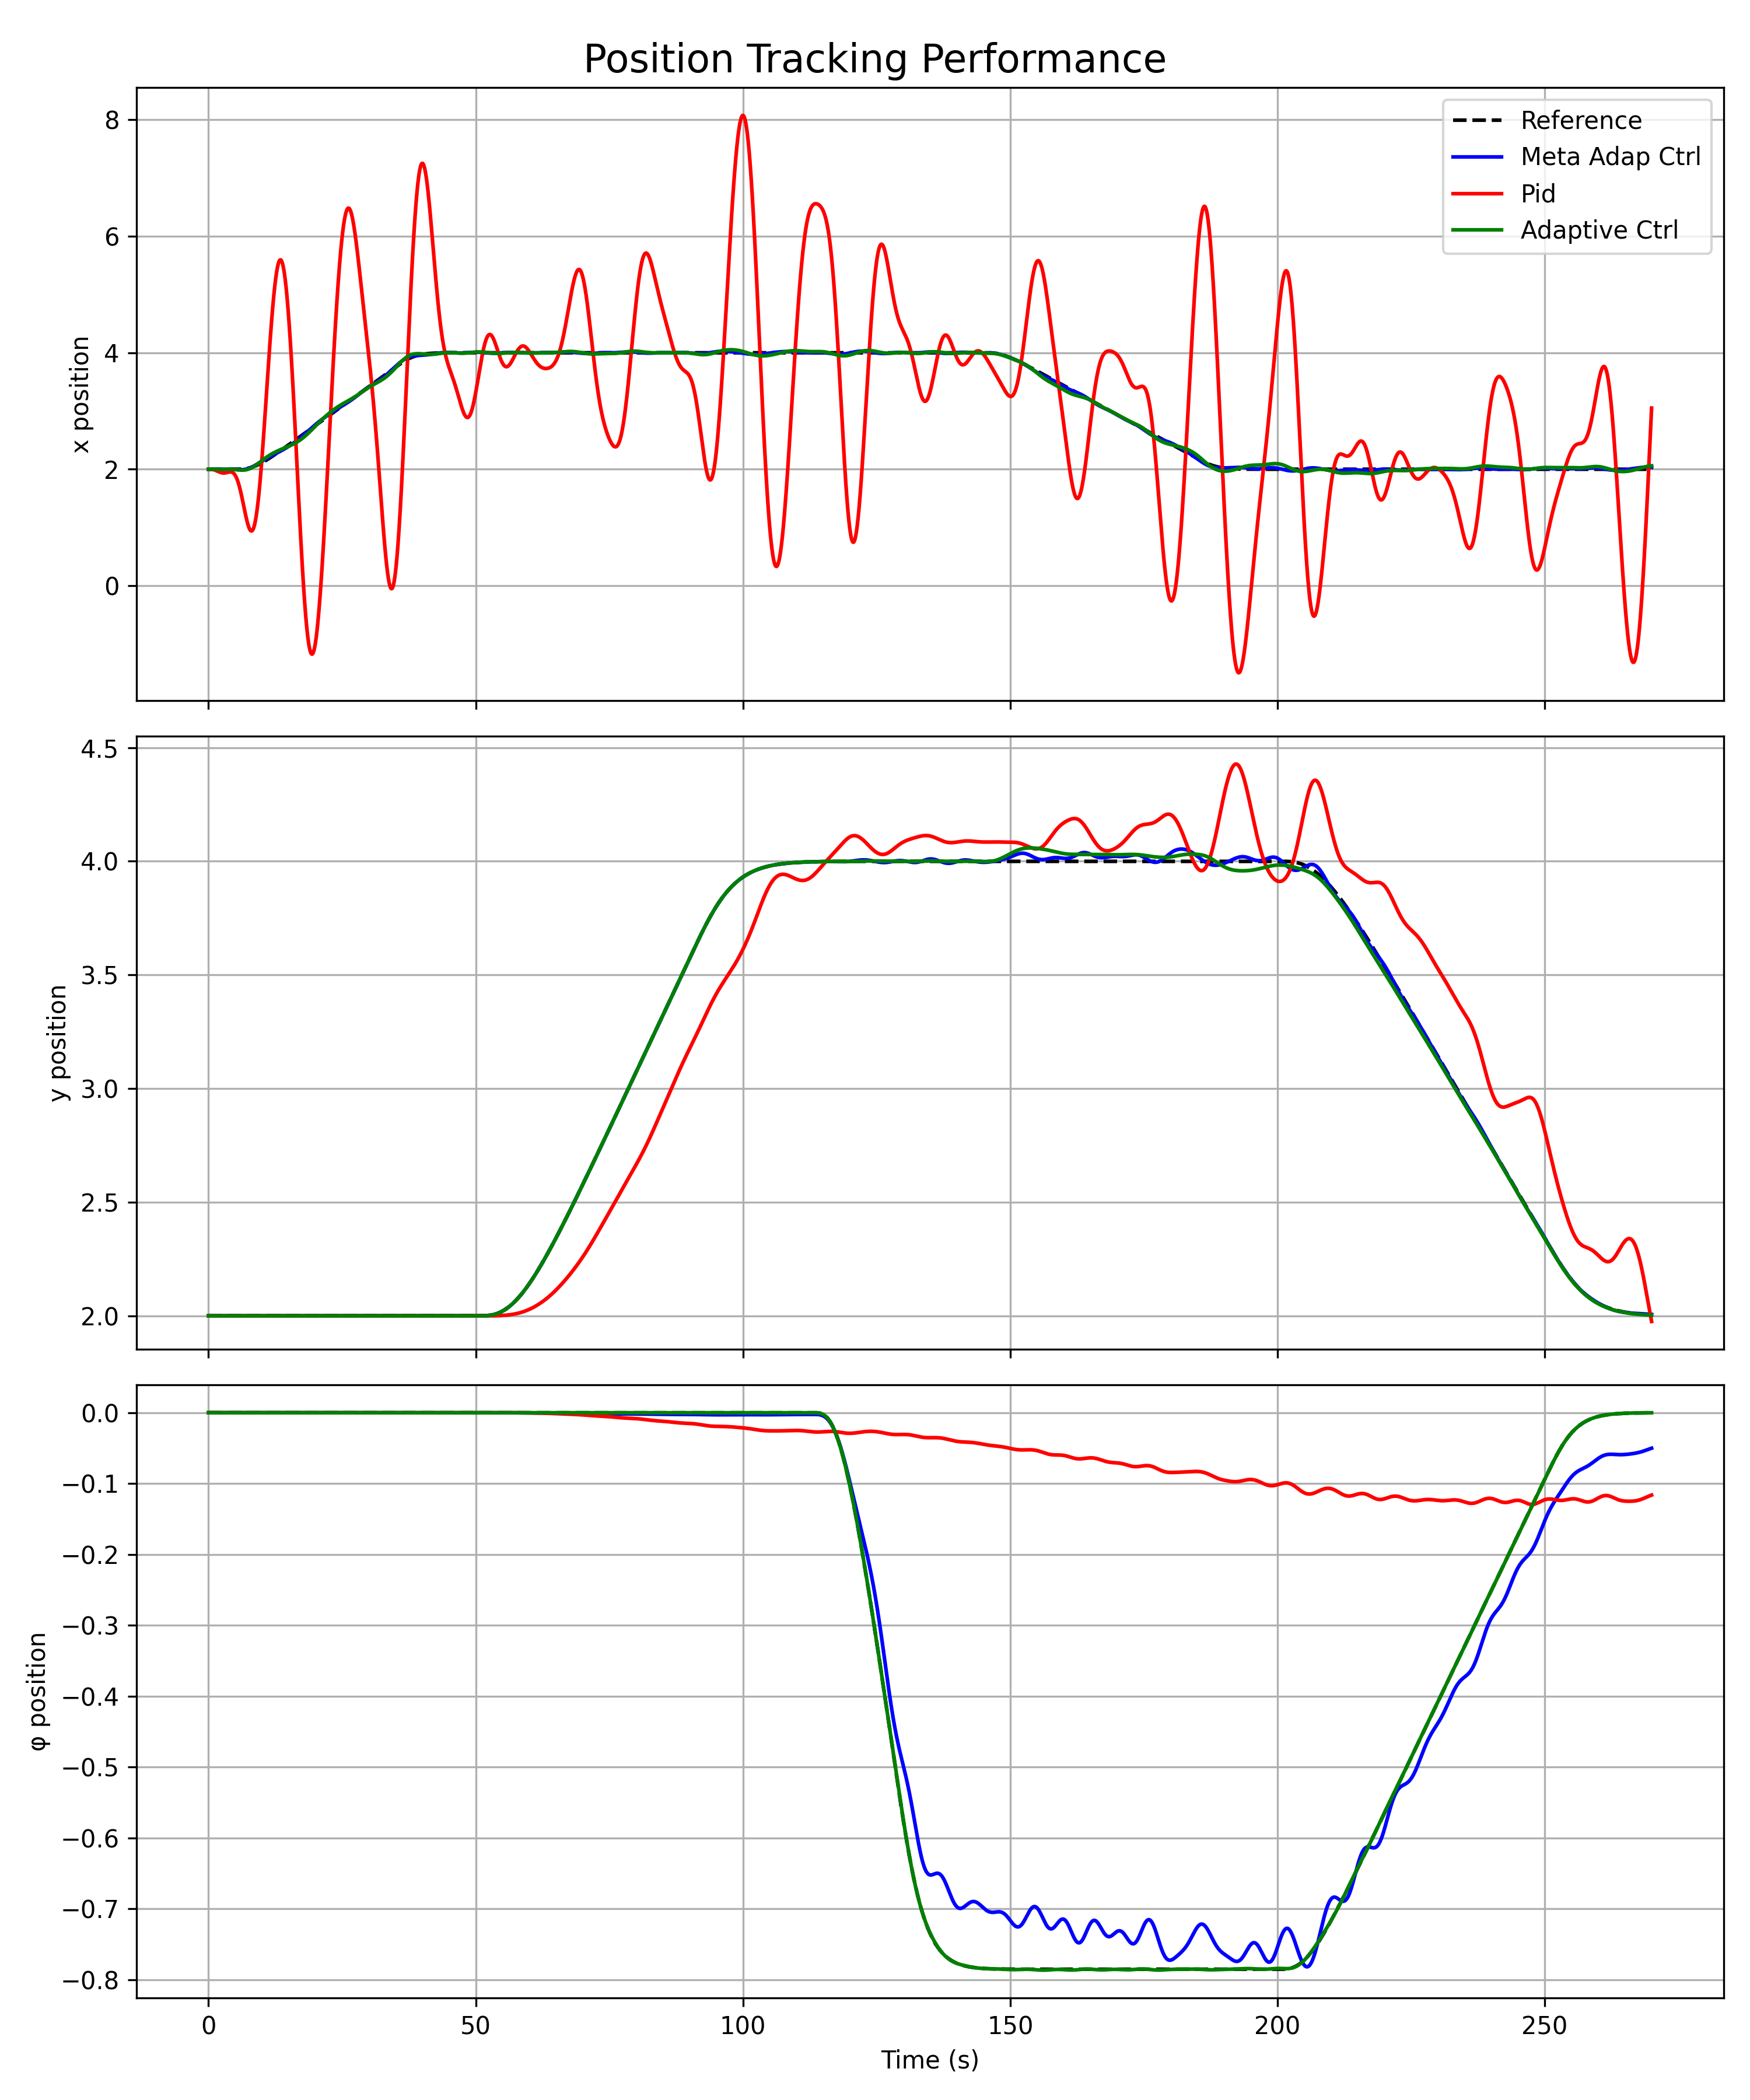 Position Tracking Performance
8
6
4
2
0
x position
Reference
Meta Adap Ctrl
Pid
Adaptive Ctrl
4.5
4.0
3.5
3.0
2.5
2.0
y position
0.0
−0.1
−0.2
−0.3
−0.4
−0.5
−0.6
−0.7
−0.8
φ position
0 50 100 150 200 250
Time (s)